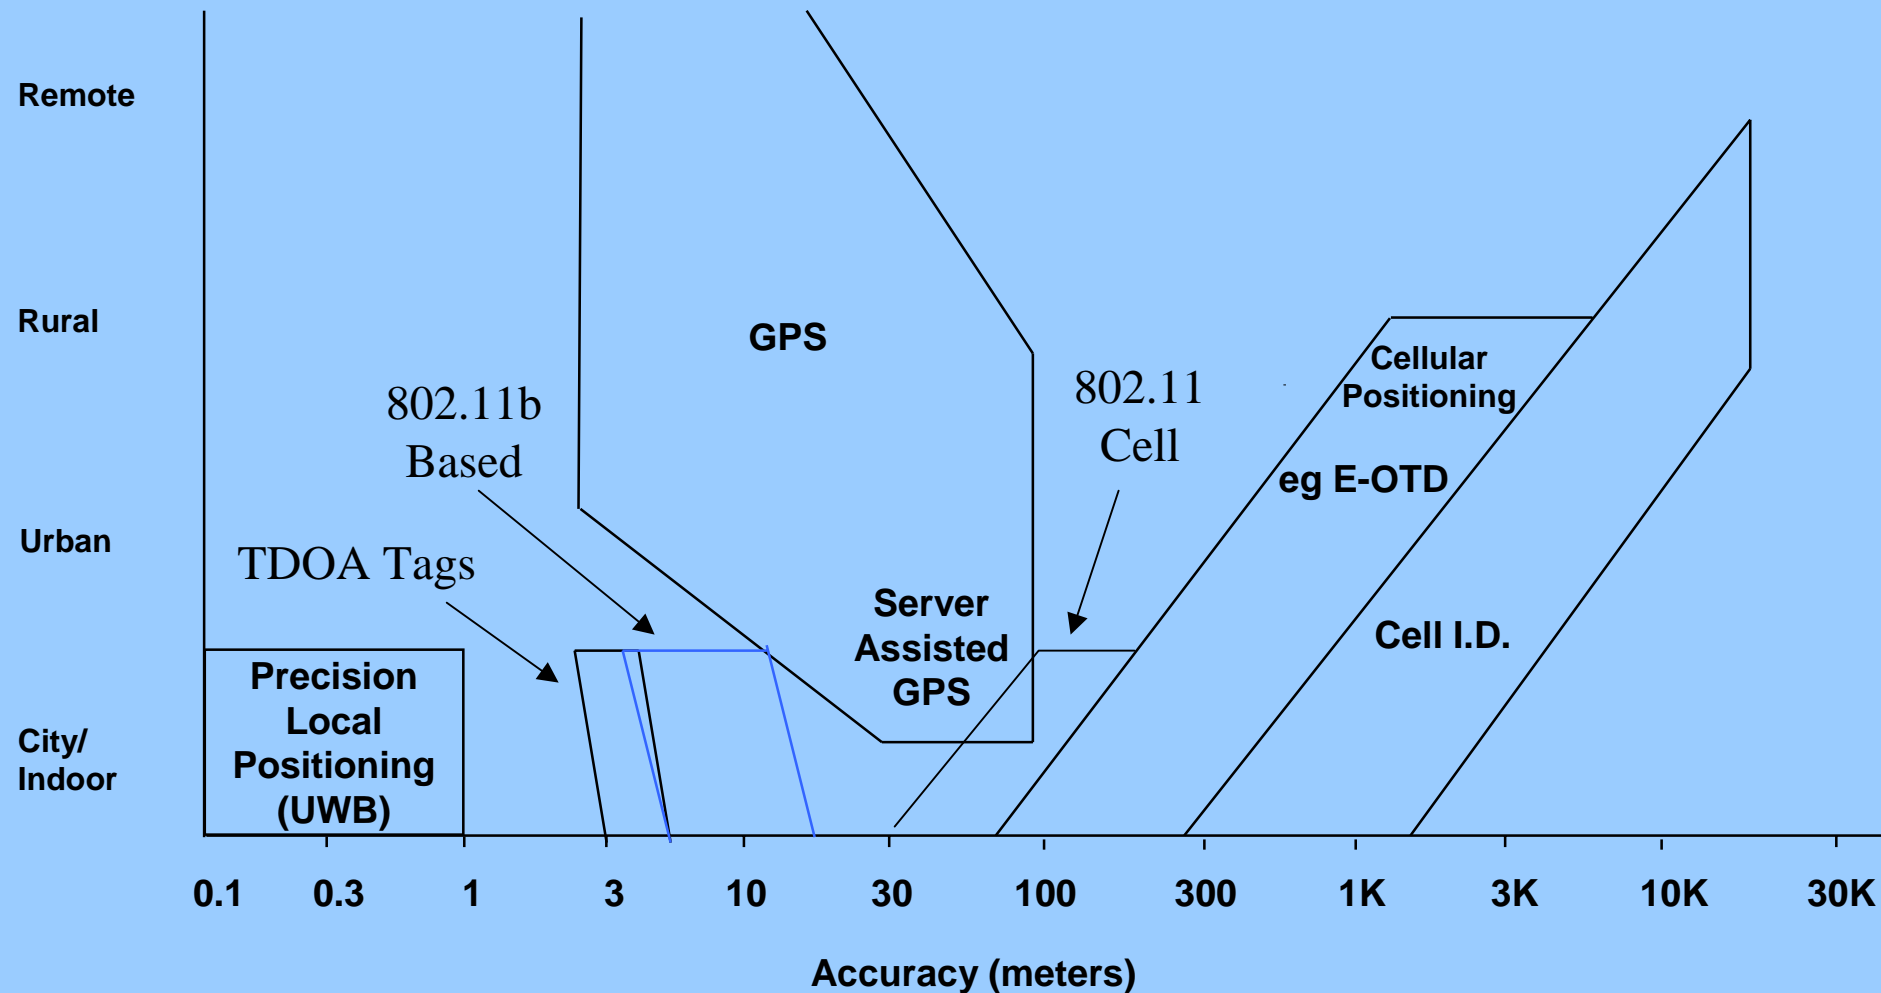 Remote
Rural
Urban
City/
Indoor
GPS
802.11b
Based
TDOA Tags
802.11
Cell
Cellular
Positioning
eg E-OTD
Server
Assisted
GPS
Cell I.D.
Precision
Local
Positioning
(UWB)
0.1 0.3 1 3 10 30 100 300 1K 3K 10K 30K
Accuracy (meters)